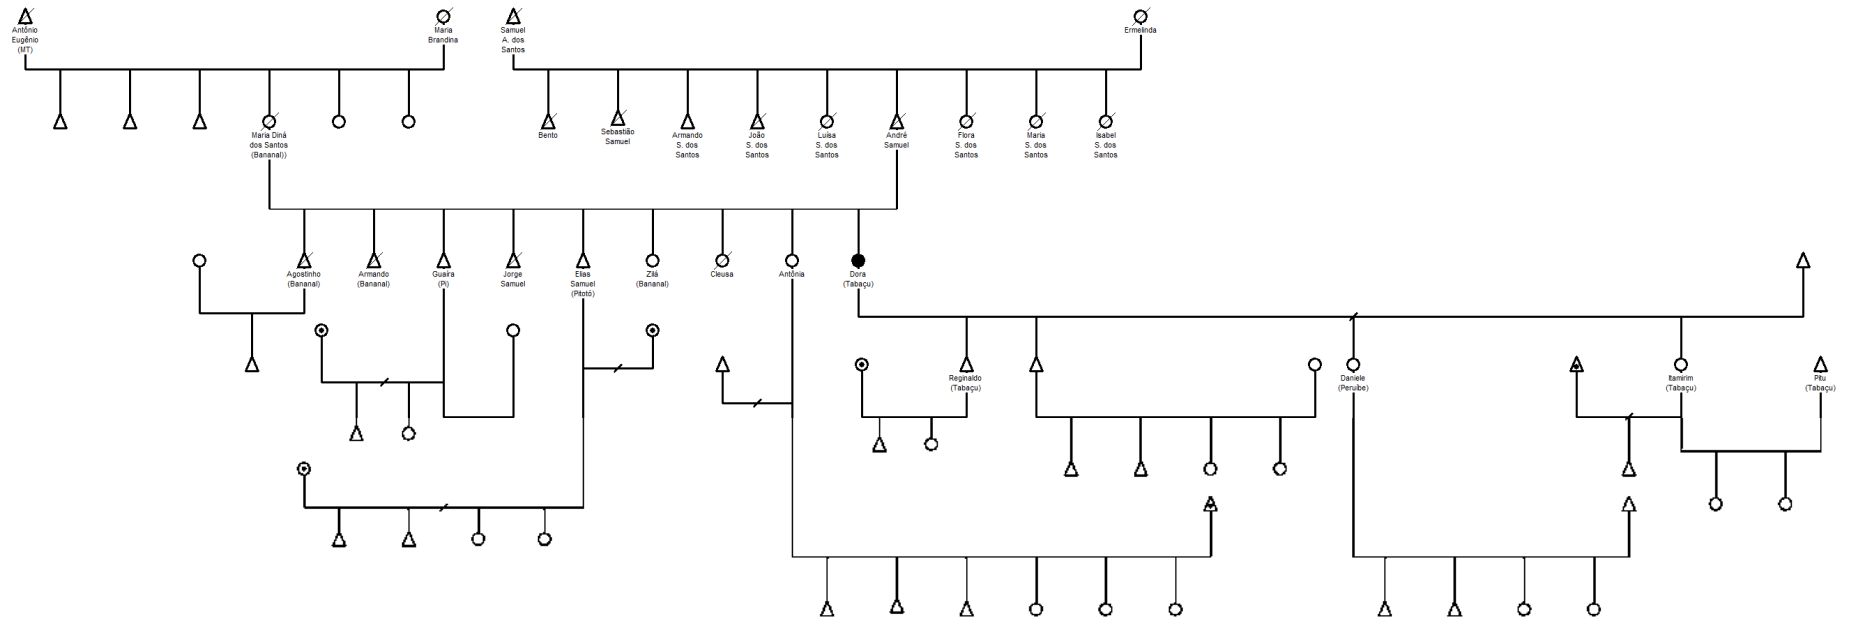 Antônio
Eugênio
(MT)
Maria
Brandina
Samuel
A. dos
Santos
Ermelinda
Maria Diná
dos Santos
(Bananal))
Bento
Sebastião
Samuel
Armando
S. dos
Santos
João
S. dos
Santos
Luísa
S. dos
Santos
André
Samuel
Flora
S. dos
Santos
Maria
S. dos
Santos
Isabel
S. dos
Santos
Agostinho
(Bananal)
Armando
(Bananal)
Guaíra
(Pi)
Jorge
Samuel
Elias
Samuel
(Pitotó)
Zilá
(Bananal)
Cleusa
Antônia
Dora
(Tabaçu)
Reginaldo
(Tabaçu)
Daniele
(Peruíbe)
Itamirim
(Tabaçu)
Pitu
(Tabaçu)